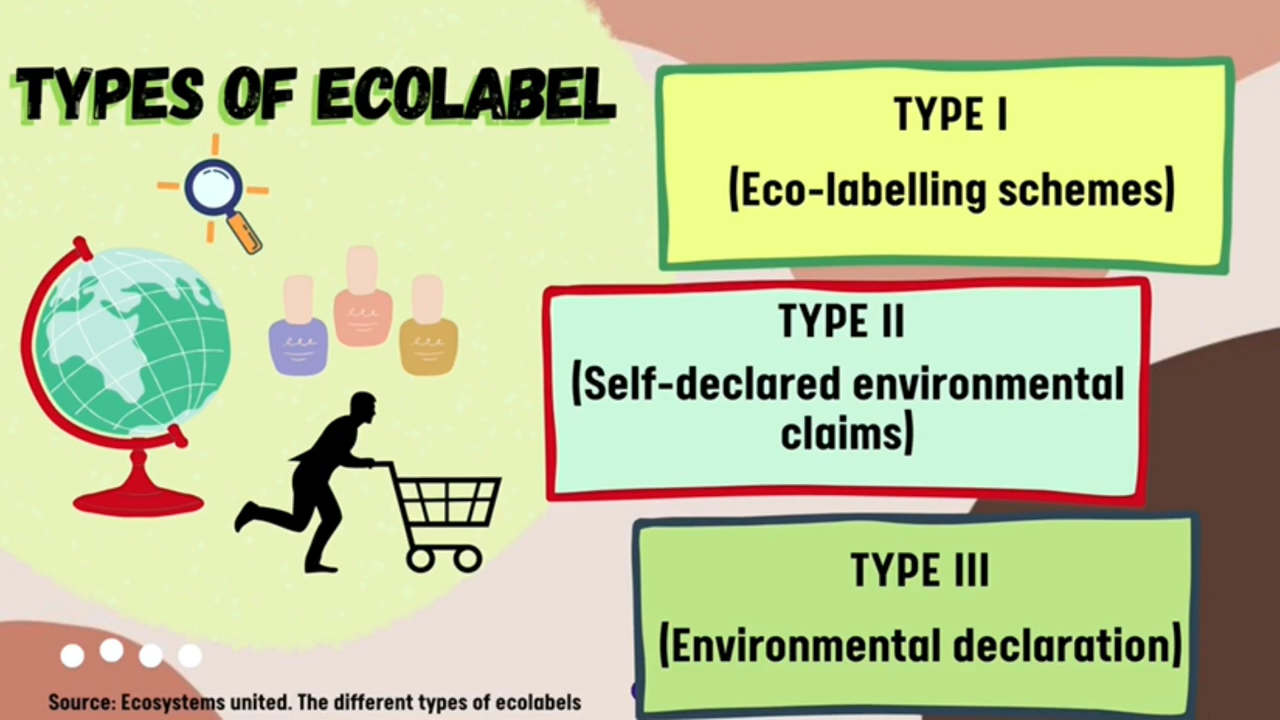 TYPES OF ECOLABEL
TYPE I
(Eco-labelling schemes)
TYPE II
(Self-declared environmental
claims)
TYPE III
(Environmental declaration)
Source: Ecosystems united. The different types of ecolabels